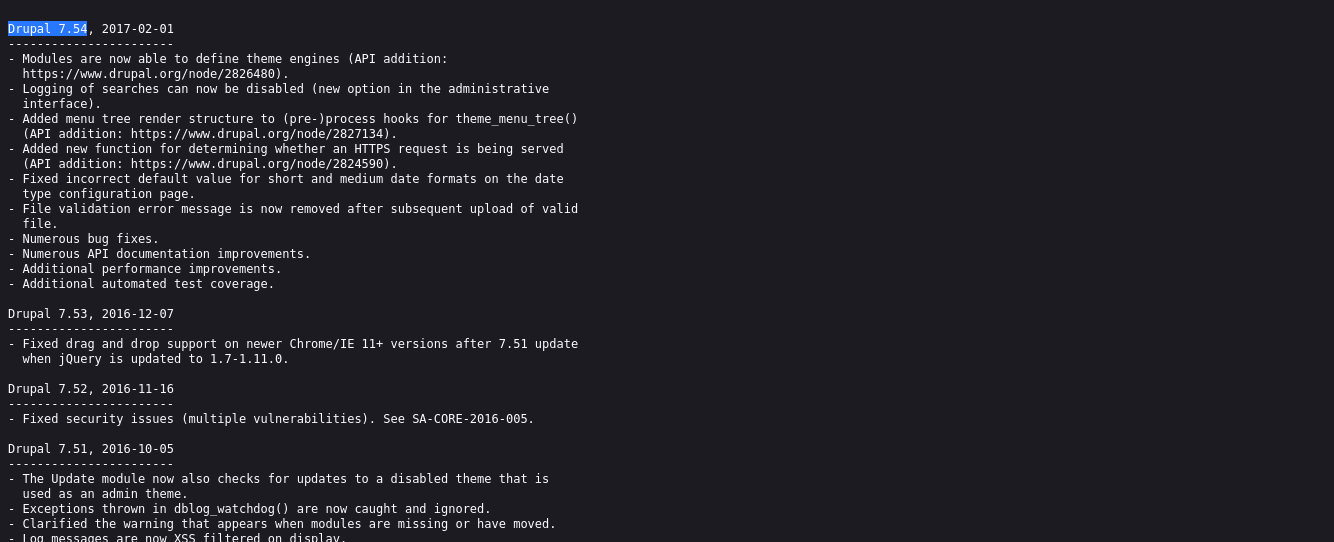 Drupal 7.54, 2017-02-01
-----------------------
- Modules are now able to define theme engines (API addition:
  https://www.drupal.org/node/2826480).
- Logging of searches can now be disabled (new option in the administrative
  interface).
- Added menu tree render structure to (pre-)process hooks for theme_menu_tree()
  (API addition: https://www.drupal.org/node/2827134).
- Added new function for determining whether an HTTPS request is being served
  (API addition: https://www.drupal.org/node/2824590).
- Fixed incorrect default value for short and medium date formats on the date
  type configuration page.
- File validation error message is now removed after subsequent upload of valid
  file.
- Numerous bug fixes.
- Numerous API documentation improvements.
- Additional performance improvements.
- Additional automated test coverage.

Drupal 7.53, 2016-12-07
-----------------------
- Fixed drag and drop support on newer Chrome/IE 11+ versions after 7.51 update
  when jQuery is updated to 1.7-1.11.0.

Drupal 7.52, 2016-11-16
-----------------------
- Fixed security issues (multiple vulnerabilities). See SA-CORE-2016-005.

Drupal 7.51, 2016-10-05
-----------------------
- The Update module now also checks for updates to a disabled theme that is
  used as an admin theme.
- Exceptions thrown in dblog_watchdog() are now caught and ignored.
- Clarified the warning that appears when modules are missing or have moved.
- Log messages are now XSS filtered on display.